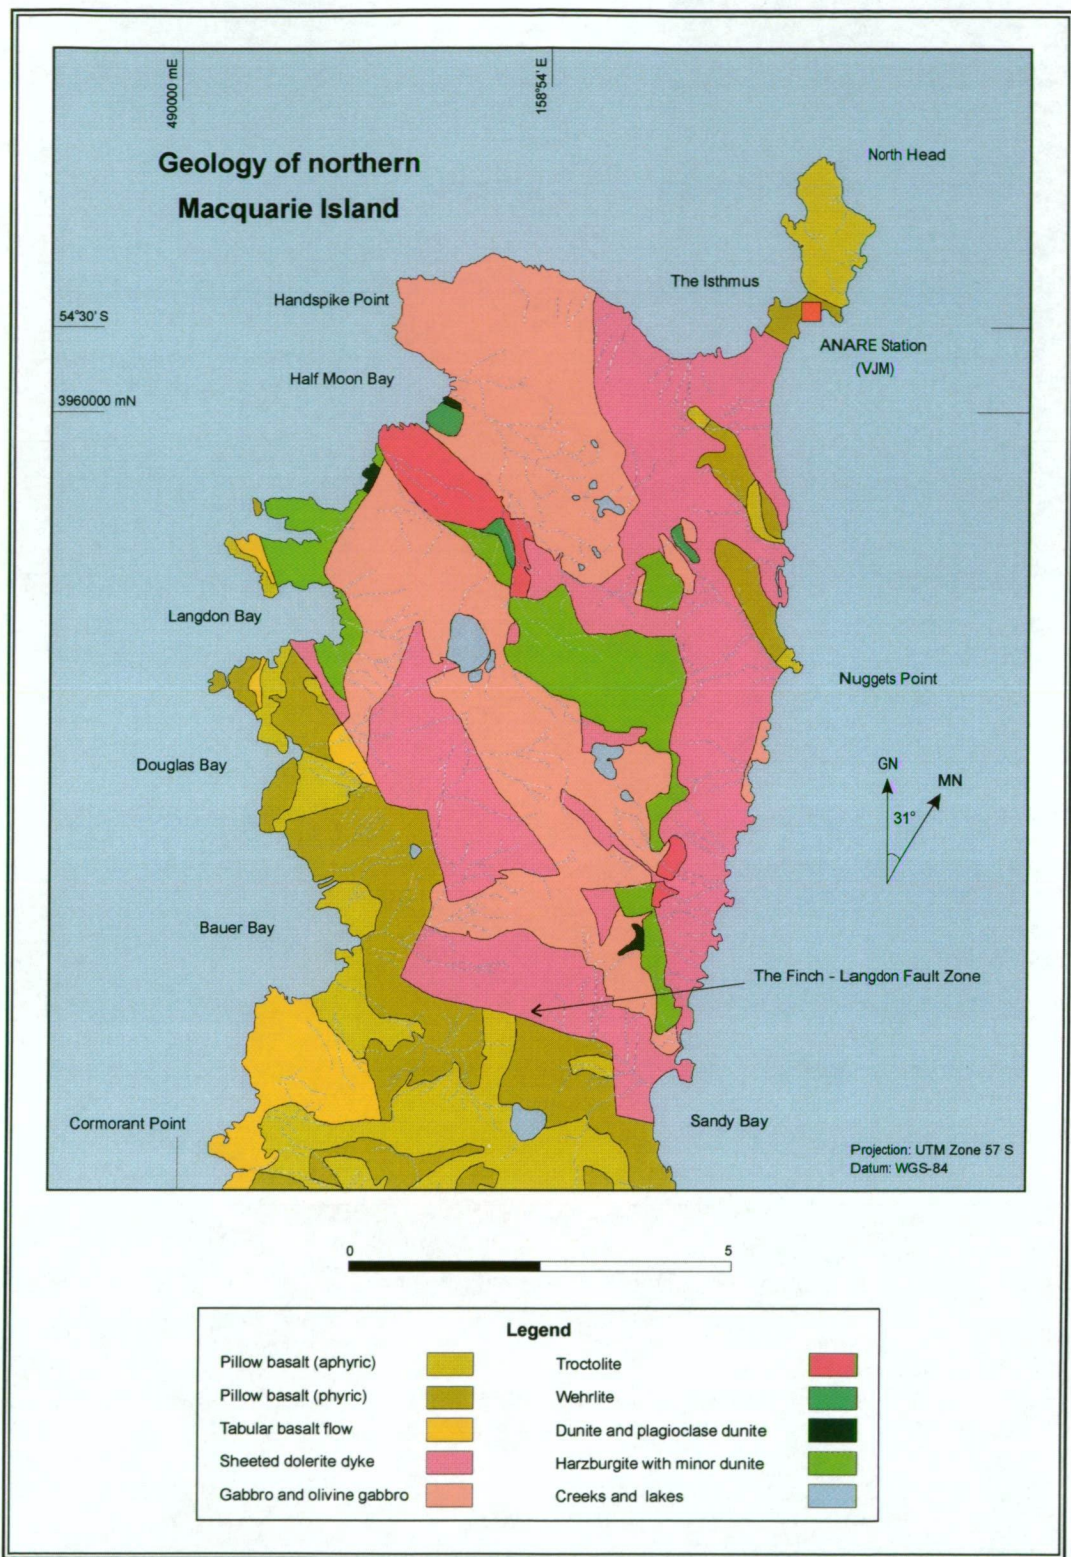 490000 mE
158°54' E
Geology of northern
Macquarie Island
North Head
The Isthmus
Handspike Point
54°30' S
ANARE Station
(VJM)
Half Moon Bay
3960000 mN
Langdon Bay
Nuggets Point
Douglas Bay
GN
MN
31°
Bauer Bay
The Finch - Langdon Fault Zone
Cormorant Point
Sandy Bay
Projection: UTM Zone 57 S
Datum: WGS-84
0 5
Legend
Pillow basalt (aphyric)
Pillow basalt (phyric)
Tabular basalt flow
Sheeted dolerite dyke
Gabbro and olivine gabbro
Troctolite
Wehrlite
Dunite and plagioclase dunite
Harzburgite with minor dunite
Creeks and lakes